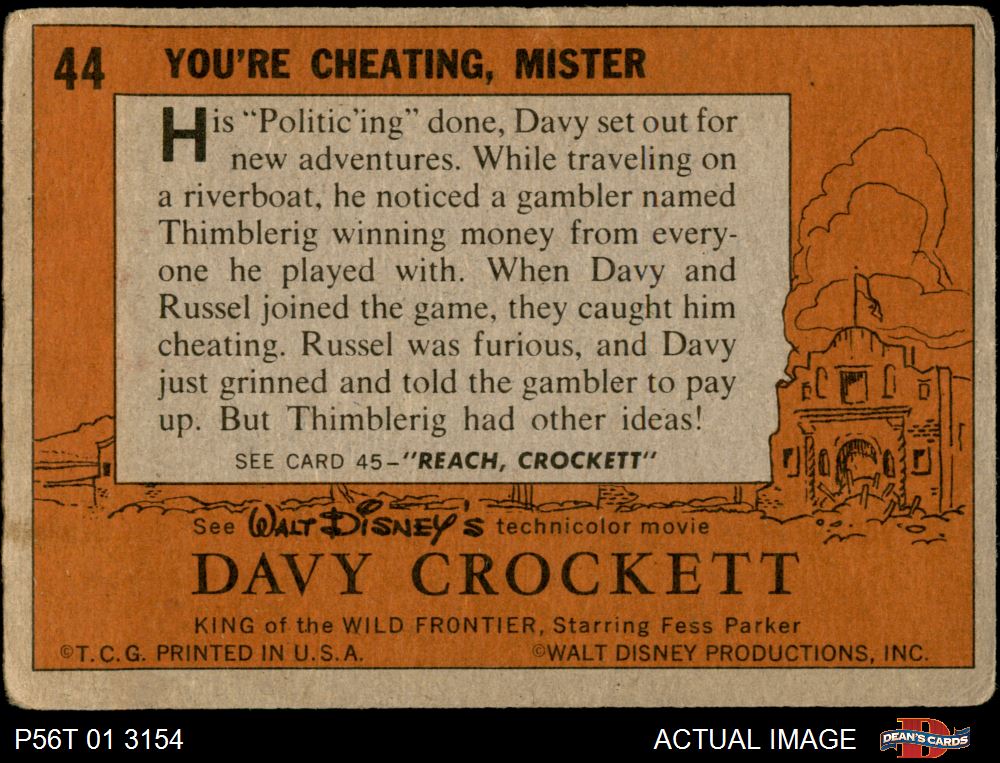 44 YOU'RE CHEATING, MISTER
His "Politic'ing" done, Davy set out for
new adventures. While traveling on
a riverboat, he noticed a gambler named
Thimblerig winning money from every-
one he played with. When Davy and
Russel joined the game, they caught him
cheating. Russel was furious, and Davy
just grinned and told the gambler to pay
up. But Thimblerig had other ideas!
SEE CARD 45-"REACH, CROCKETT"
See WALT DISNEY'S technicolor movie
DAVY CROCKETT
KING of the WILD FRONTIER, Starring Fess Parker
©T.C.G. PRINTED IN U.S.A. ©WALT DISNEY PRODUCTIONS, INC.
P56T 01 3154 ACTUAL IMAGE D DEAN'S CARDS